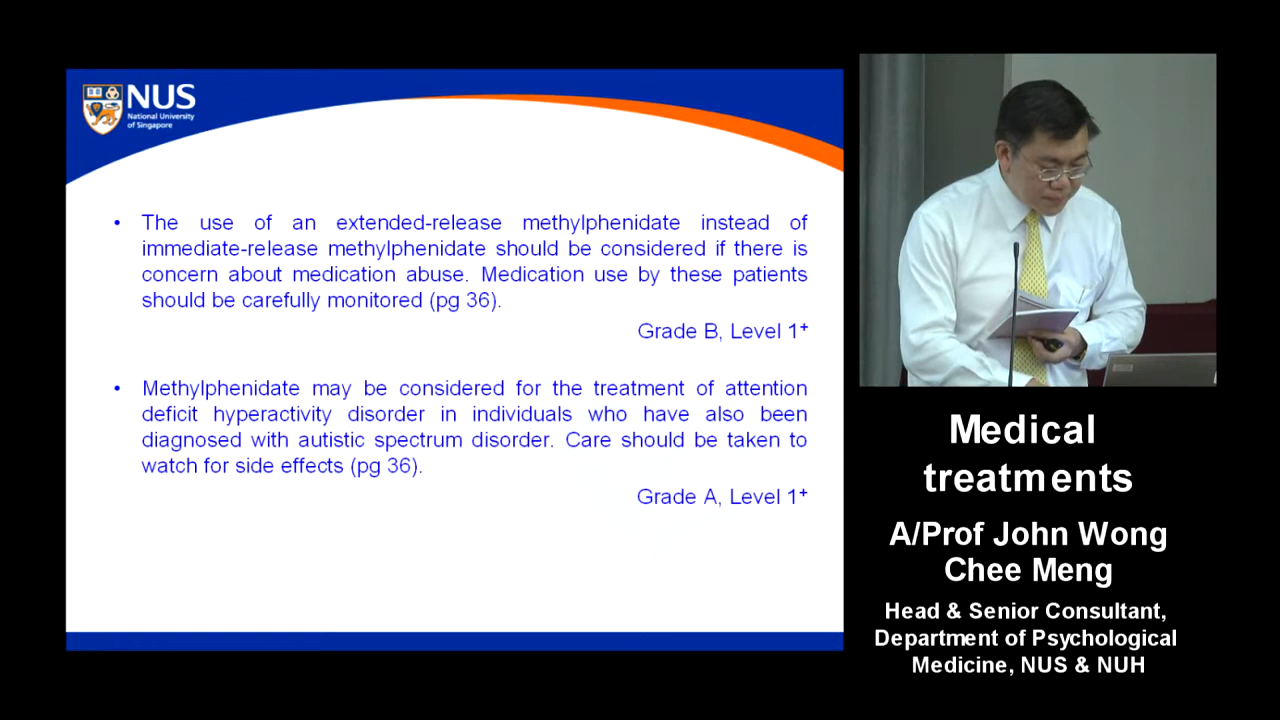 NUS
National University
of Singapore
• The use of an extended-release methylphenidate instead of
immediate-release methylphenidate should be considered if there is
concern about medication abuse. Medication use by these patients
should be carefully monitored (pg 36).
Grade B, Level 1+
• Methylphenidate may be considered for the treatment of attention
deficit hyperactivity disorder in individuals who have also been
diagnosed with autistic spectrum disorder. Care should be taken to
watch for side effects (pg 36).
Grade A, Level 1+
Medical
treatments
A/Prof John Wong
Chee Meng
Head & Senior Consultant,
Department of Psychological
Medicine, NUS & NUH